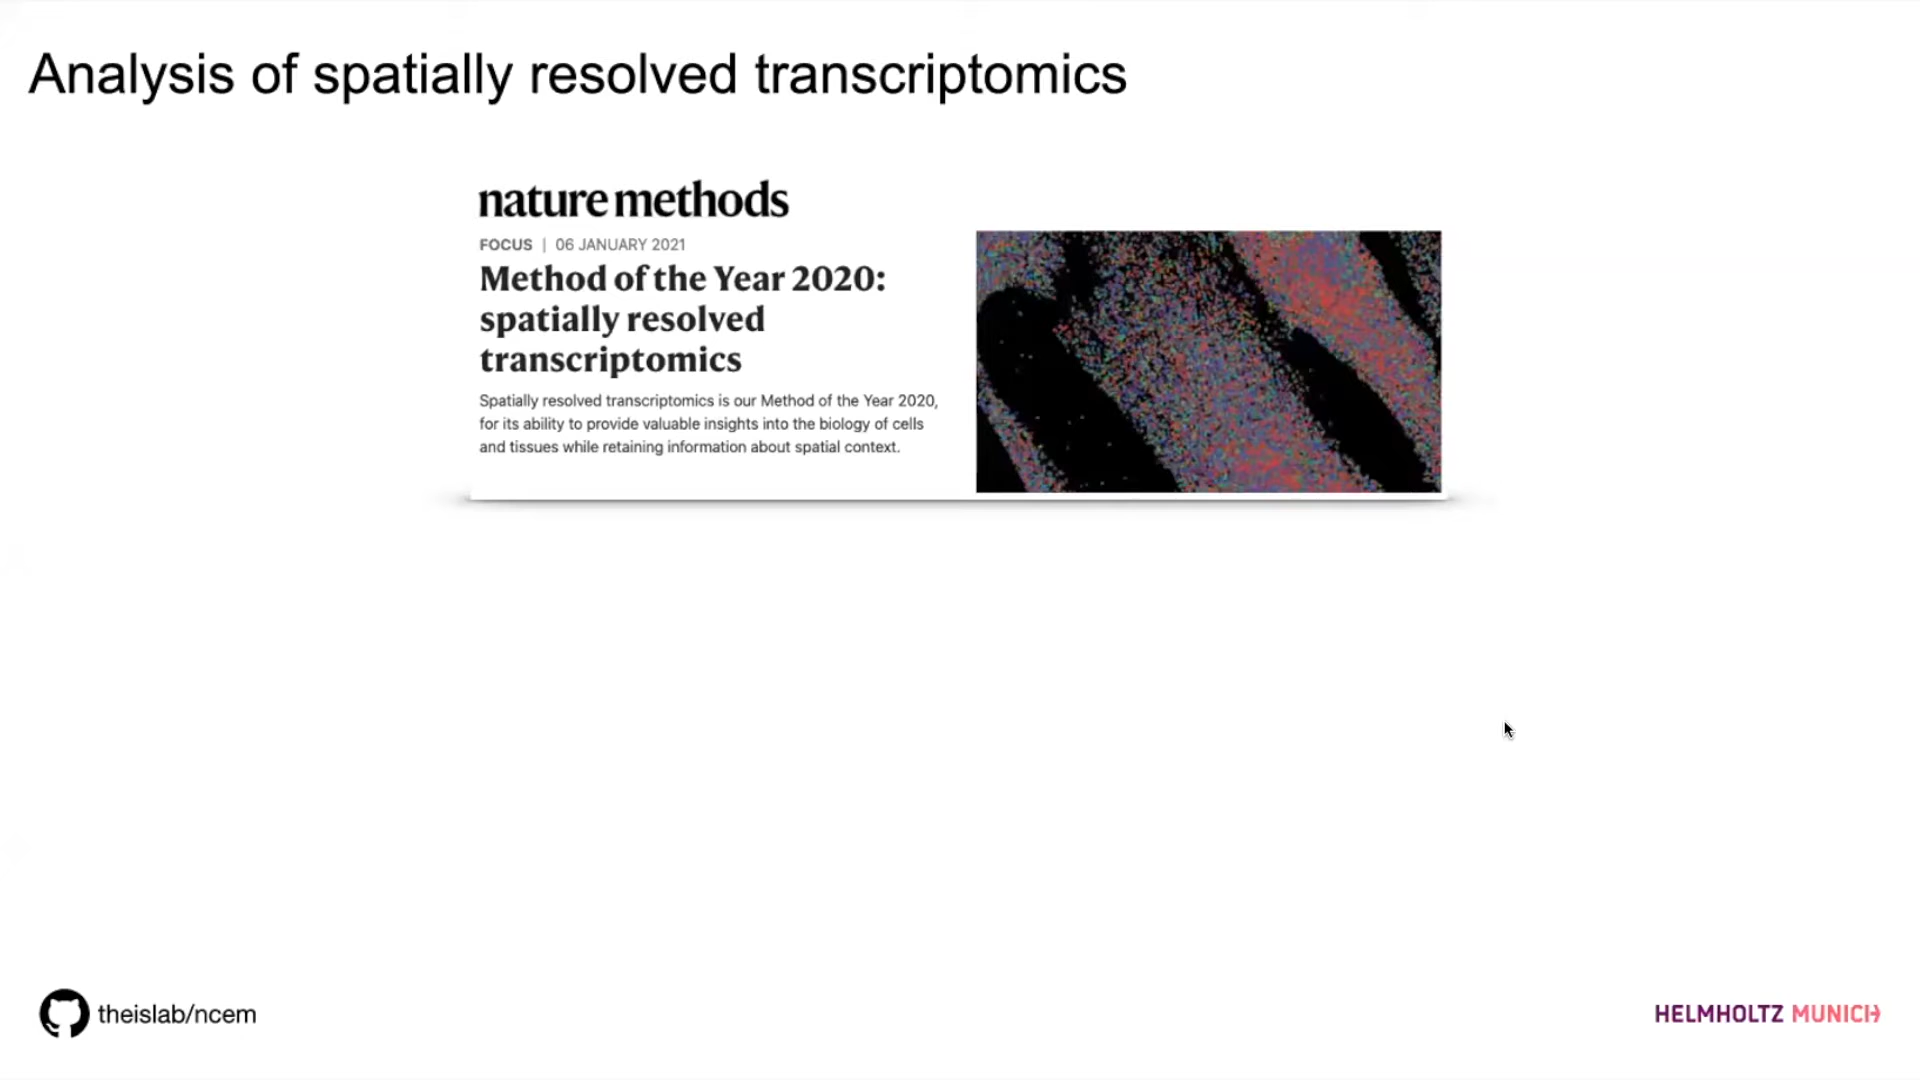 Analysis of spatially resolved transcriptomics
nature methods
FOCUS | 06 JANUARY 2021
Method of the Year 2020:
spatially resolved
transcriptomics
Spatially resolved transcriptomics is our Method of the Year 2020,
for its ability to provide valuable insights into the biology of cells
and tissues while retaining information about spatial context.
theislab/ncem
HELMHOLTZ MUNICH